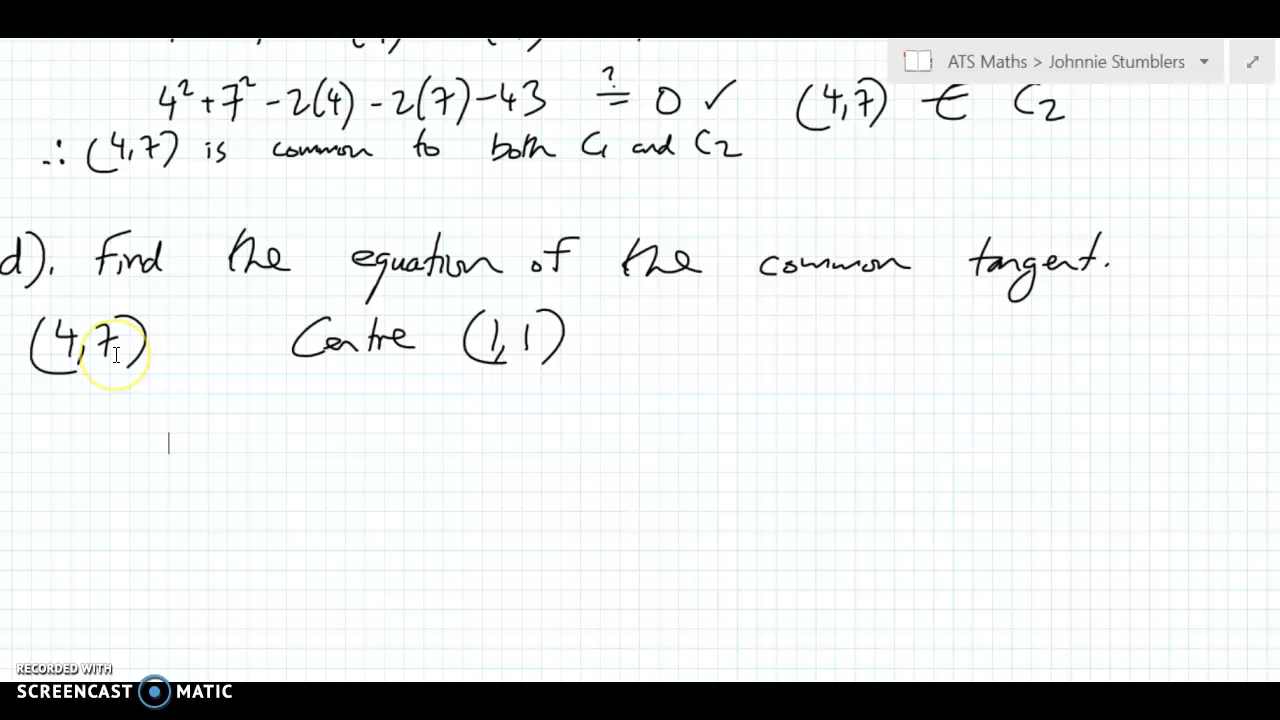 ATS Maths > Johnnie Stumblers
4² + 7² - 2(4) - 2(7) - 43 ≟ 0 ✓ (4,7) ∈ C2
∴ (4,7) is common to both C1 and C2
d). Find the equation of the common tangent.
(4,7) Centre (1,1)
RECORDED WITH
SCREENCAST MATIC